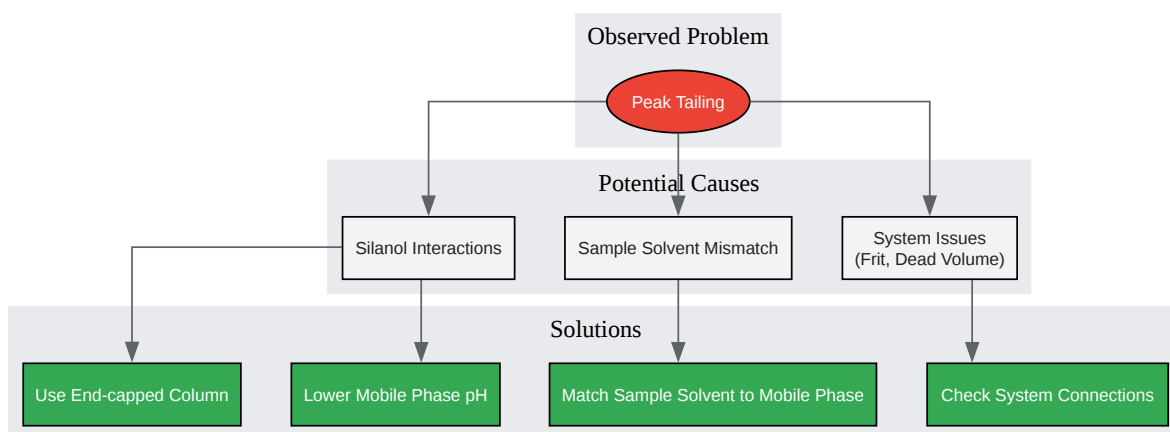 Observed Problem
Peak Tailing
Potential Causes
Silanol Interactions
Sample Solvent Mismatch
System Issues
(Frit, Dead Volume)
Solutions
Use End-capped Column
Lower Mobile Phase pH
Match Sample Solvent to Mobile Phase
Check System Connections